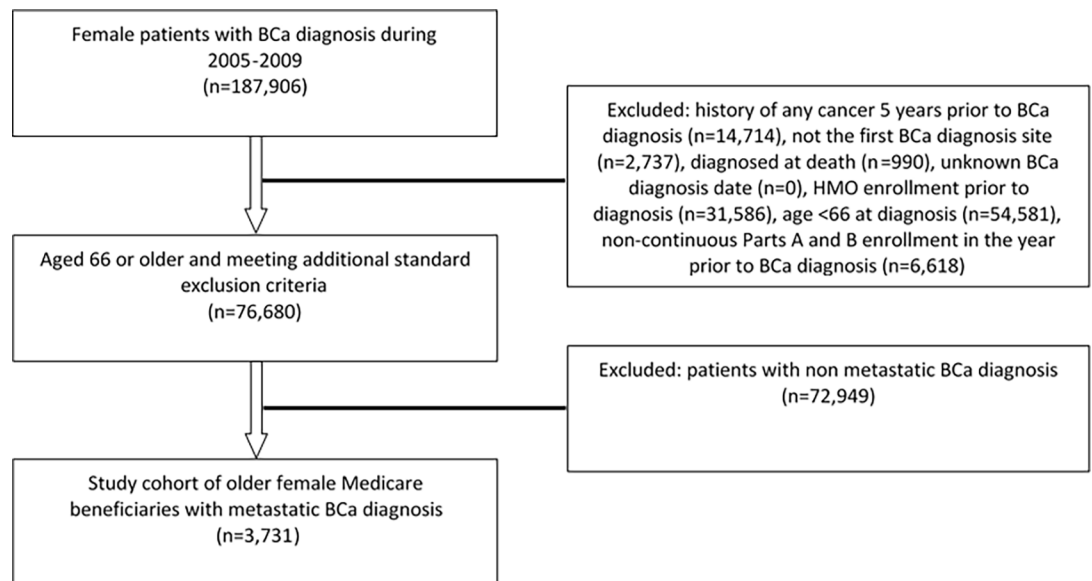 Female patients with BCa diagnosis during
2005-2009
(n=187,906)
Excluded: history of any cancer 5 years prior to BCa
diagnosis (n=14,714), not the first BCa diagnosis site
(n=2,737), diagnosed at death (n=990), unknown BCa
diagnosis date (n=0), HMO enrollment prior to
diagnosis (n=31,586), age <66 at diagnosis (n=54,581),
non-continuous Parts A and B enrollment in the year
prior to BCa diagnosis (n=6,618)
Aged 66 or older and meeting additional standard
exclusion criteria
(n=76,680)
Excluded: patients with non metastatic BCa diagnosis
(n=72,949)
Study cohort of older female Medicare
beneficiaries with metastatic BCa diagnosis
(n=3,731)